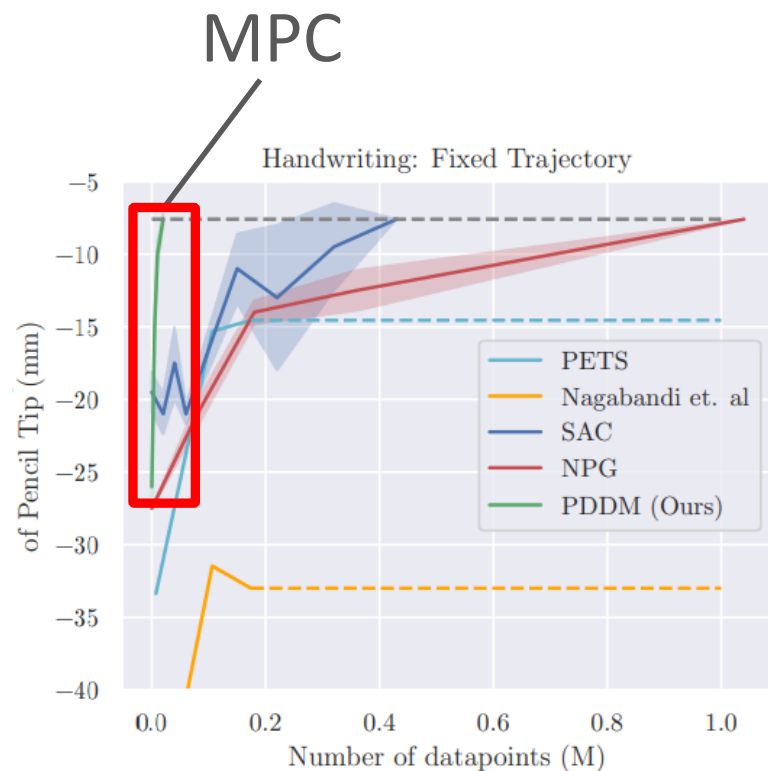 MPC
Handwriting: Fixed Trajectory
−5
−10
−15
−20
−25
−30
−35
−40
of Pencil Tip (mm)
PETS
Nagabandi et. al
SAC
NPG
PDDM (Ours)
0.0 0.2 0.4 0.6 0.8 1.0
Number of datapoints (M)